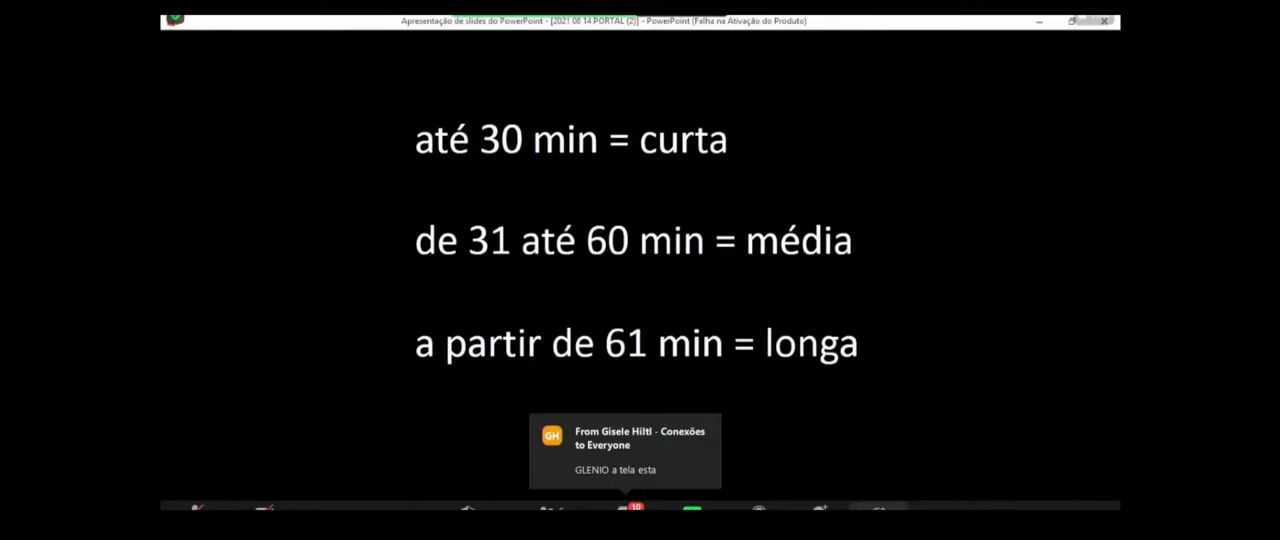 Apresentação de slides do PowerPoint - [2021 08 14 PORTAL (2)] - PowerPoint (Falha na Ativação do Produto)
até 30 min = curta
de 31 até 60 min = média
a partir de 61 min = longa
GH
From Gisele Hiltl - Conexões
to Everyone
GLENIO a tela esta
10